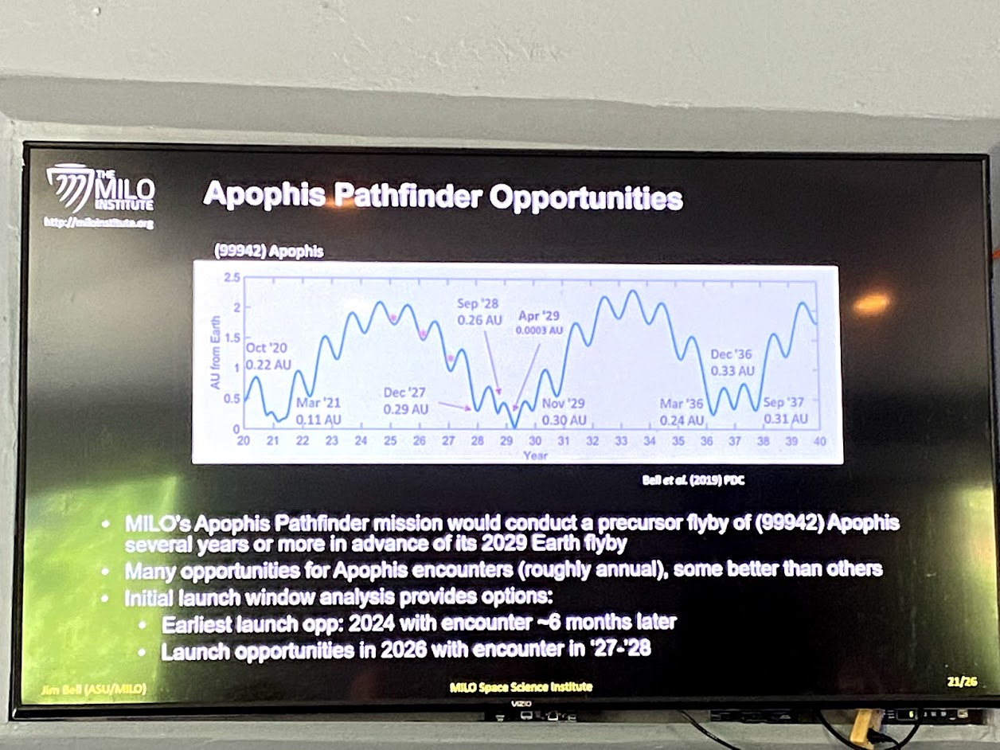 THE
MILO
INSTITUTE
http://miloinstitute.org
Apophis Pathfinder Opportunities
(99942) Apophis
AU from Earth
2.5
2
1.5
1
0.5
0
Oct '20
0.22 AU
Mar '21
0.11 AU
Dec '27
0.29 AU
Sep '28
0.26 AU
Apr '29
0.0003 AU
Nov '29
0.30 AU
Mar '36
0.24 AU
Dec '36
0.33 AU
Sep '37
0.31 AU
20 21 22 23 24 25 26 27 28 29 30 31 32 33 34 35 36 37 38 39 40
Year
Bell et al. (2019) PDC
• MILO's Apophis Pathfinder mission would conduct a precursor flyby of (99942) Apophis
several years or more in advance of its 2029 Earth flyby
• Many opportunities for Apophis encounters (roughly annual), some better than others
• Initial launch window analysis provides options:
• Earliest launch opp: 2024 with encounter ~6 months later
• Launch opportunities in 2026 with encounter in '27-'28
Jim Bell (ASU/MILO)
MILO Space Science Institute
21/26
VIZIO